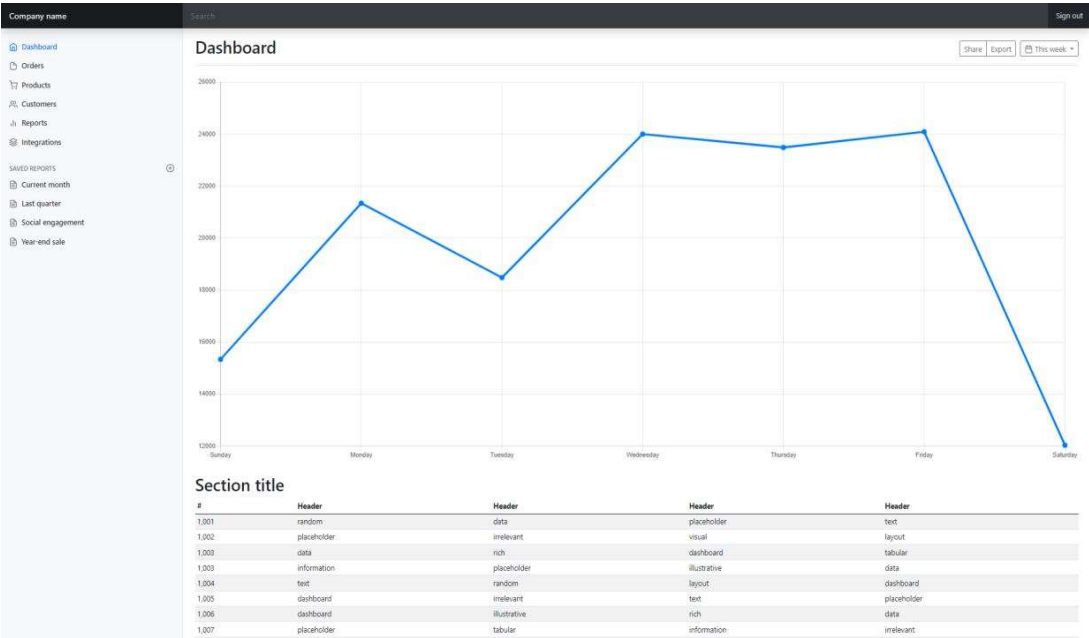 Company name
Search
Sign out
Dashboard
Orders
Products
Customers
Reports
Integrations
SAVED REPORTS
Current month
Last quarter
Social engagement
Year-end sale
Dashboard
Share Export This week
26000
24000
22000
20000
18000
16000
14000
12000
Sunday Monday Tuesday Wednesday Thursday Friday Saturday
Section title
# Header Header Header Header
1,001 random data placeholder text
1,002 placeholder irrelevant visual layout
1,003 data rich dashboard tabular
1,003 information placeholder illustrative data
1,004 text random layout dashboard
1,005 dashboard irrelevant text placeholder
1,006 dashboard illustrative rich data
1,007 placeholder tabular information irrelevant